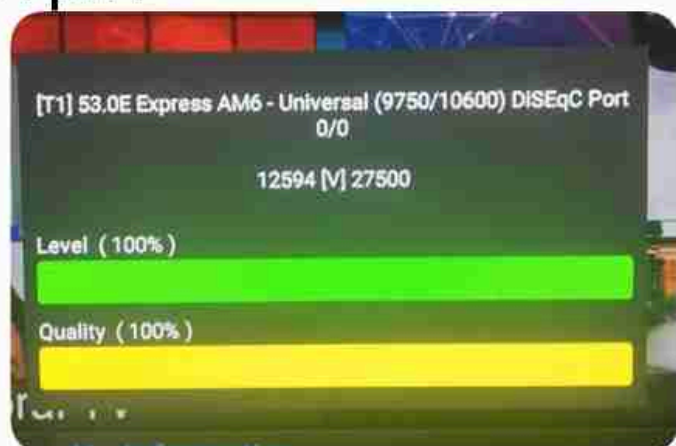 [T1] 53.0E Express AM6 - Universal (9750/10600) DiSEqC Port
0/0
12594 [V] 27500
Level ( 100% )
Quality ( 100% )